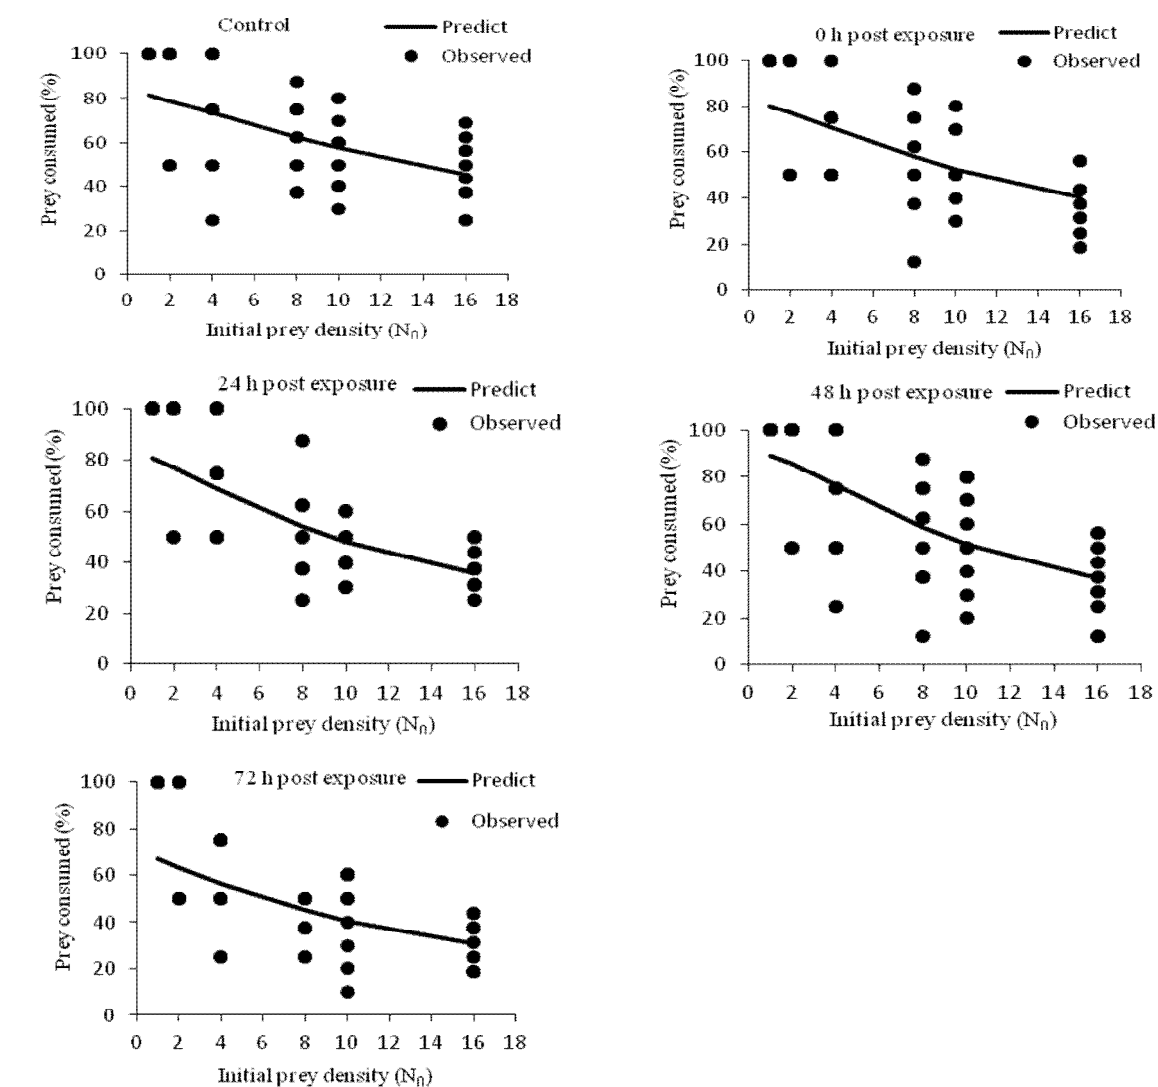 Control
Predict
Observed
Prey consumed (%)
100
80
60
40
20
0
0 2 4 6 8 10 12 14 16 18
Initial prey density (N0)
0 h post exposure
Predict
Observed
Prey consumed (%)
100
80
60
40
20
0
0 2 4 6 8 10 12 14 16 18
Initial prey density (N0)
24 h post exposure
Predict
Observed
Prey consumed (%)
100
80
60
40
20
0
0 2 4 6 8 10 12 14 16 18
Initial prey density (N0)
48 h post exposure
Predict
Observed
Prey consumed (%)
100
80
60
40
20
0
0 2 4 6 8 10 12 14 16 18
Initial prey density (N0)
72 h post exposure
Predict
Observed
Prey consumed (%)
100
80
60
40
20
0
0 2 4 6 8 10 12 14 16 18
Initial prey density (N0)